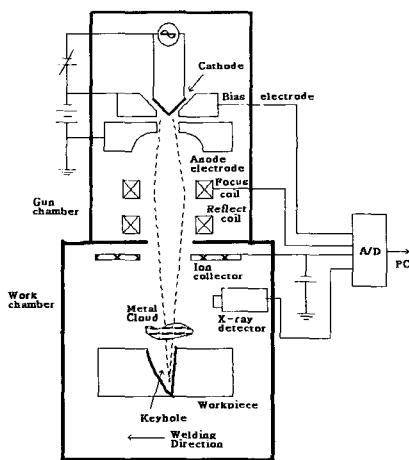 Cathode
Bias electrode
Anode electrode
Focus coil
Reflect coil
Gun chamber
A/D
PC
Ion collector
Work chamber
Metal Cloud
X-ray detector
Keyhole
Workpiece
Welding Direction